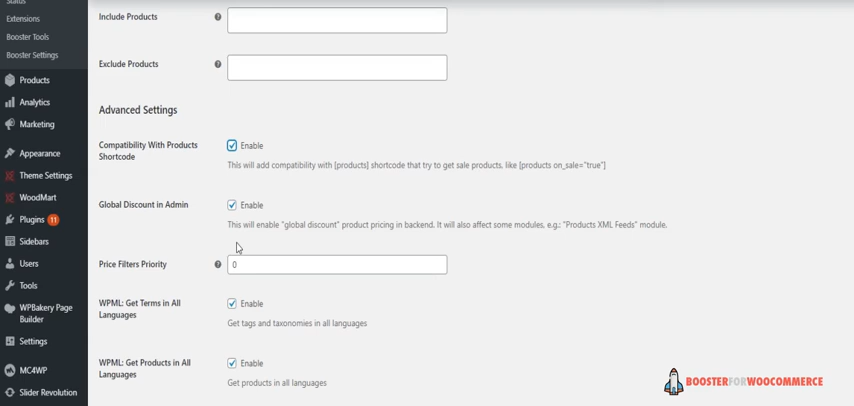 Status
Extensions
Booster Tools
Booster Settings
Products
Analytics
Marketing
Appearance
Theme Settings
WoodMart
Plugins 11
Sidebars
Users
Tools
WPBakery Page
Builder
Settings
MC4WP
Slider Revolution
Include Products ?
Exclude Products ?
Advanced Settings
Compatibility With Products
Shortcode
Enable
This will add compatibility with [products] shortcode that try to get sale products, like [products on_sale="true"]
Global Discount in Admin
Enable
This will enable "global discount" product pricing in backend. It will also affect some modules, e.g.: "Products XML Feeds" module.
Price Filters Priority ? 0
WPML: Get Terms in All
Languages
Enable
Get tags and taxonomies in all languages
WPML: Get Products in All
Languages
Enable
Get products in all languages
BOOSTERFORWOOCOMMERCE